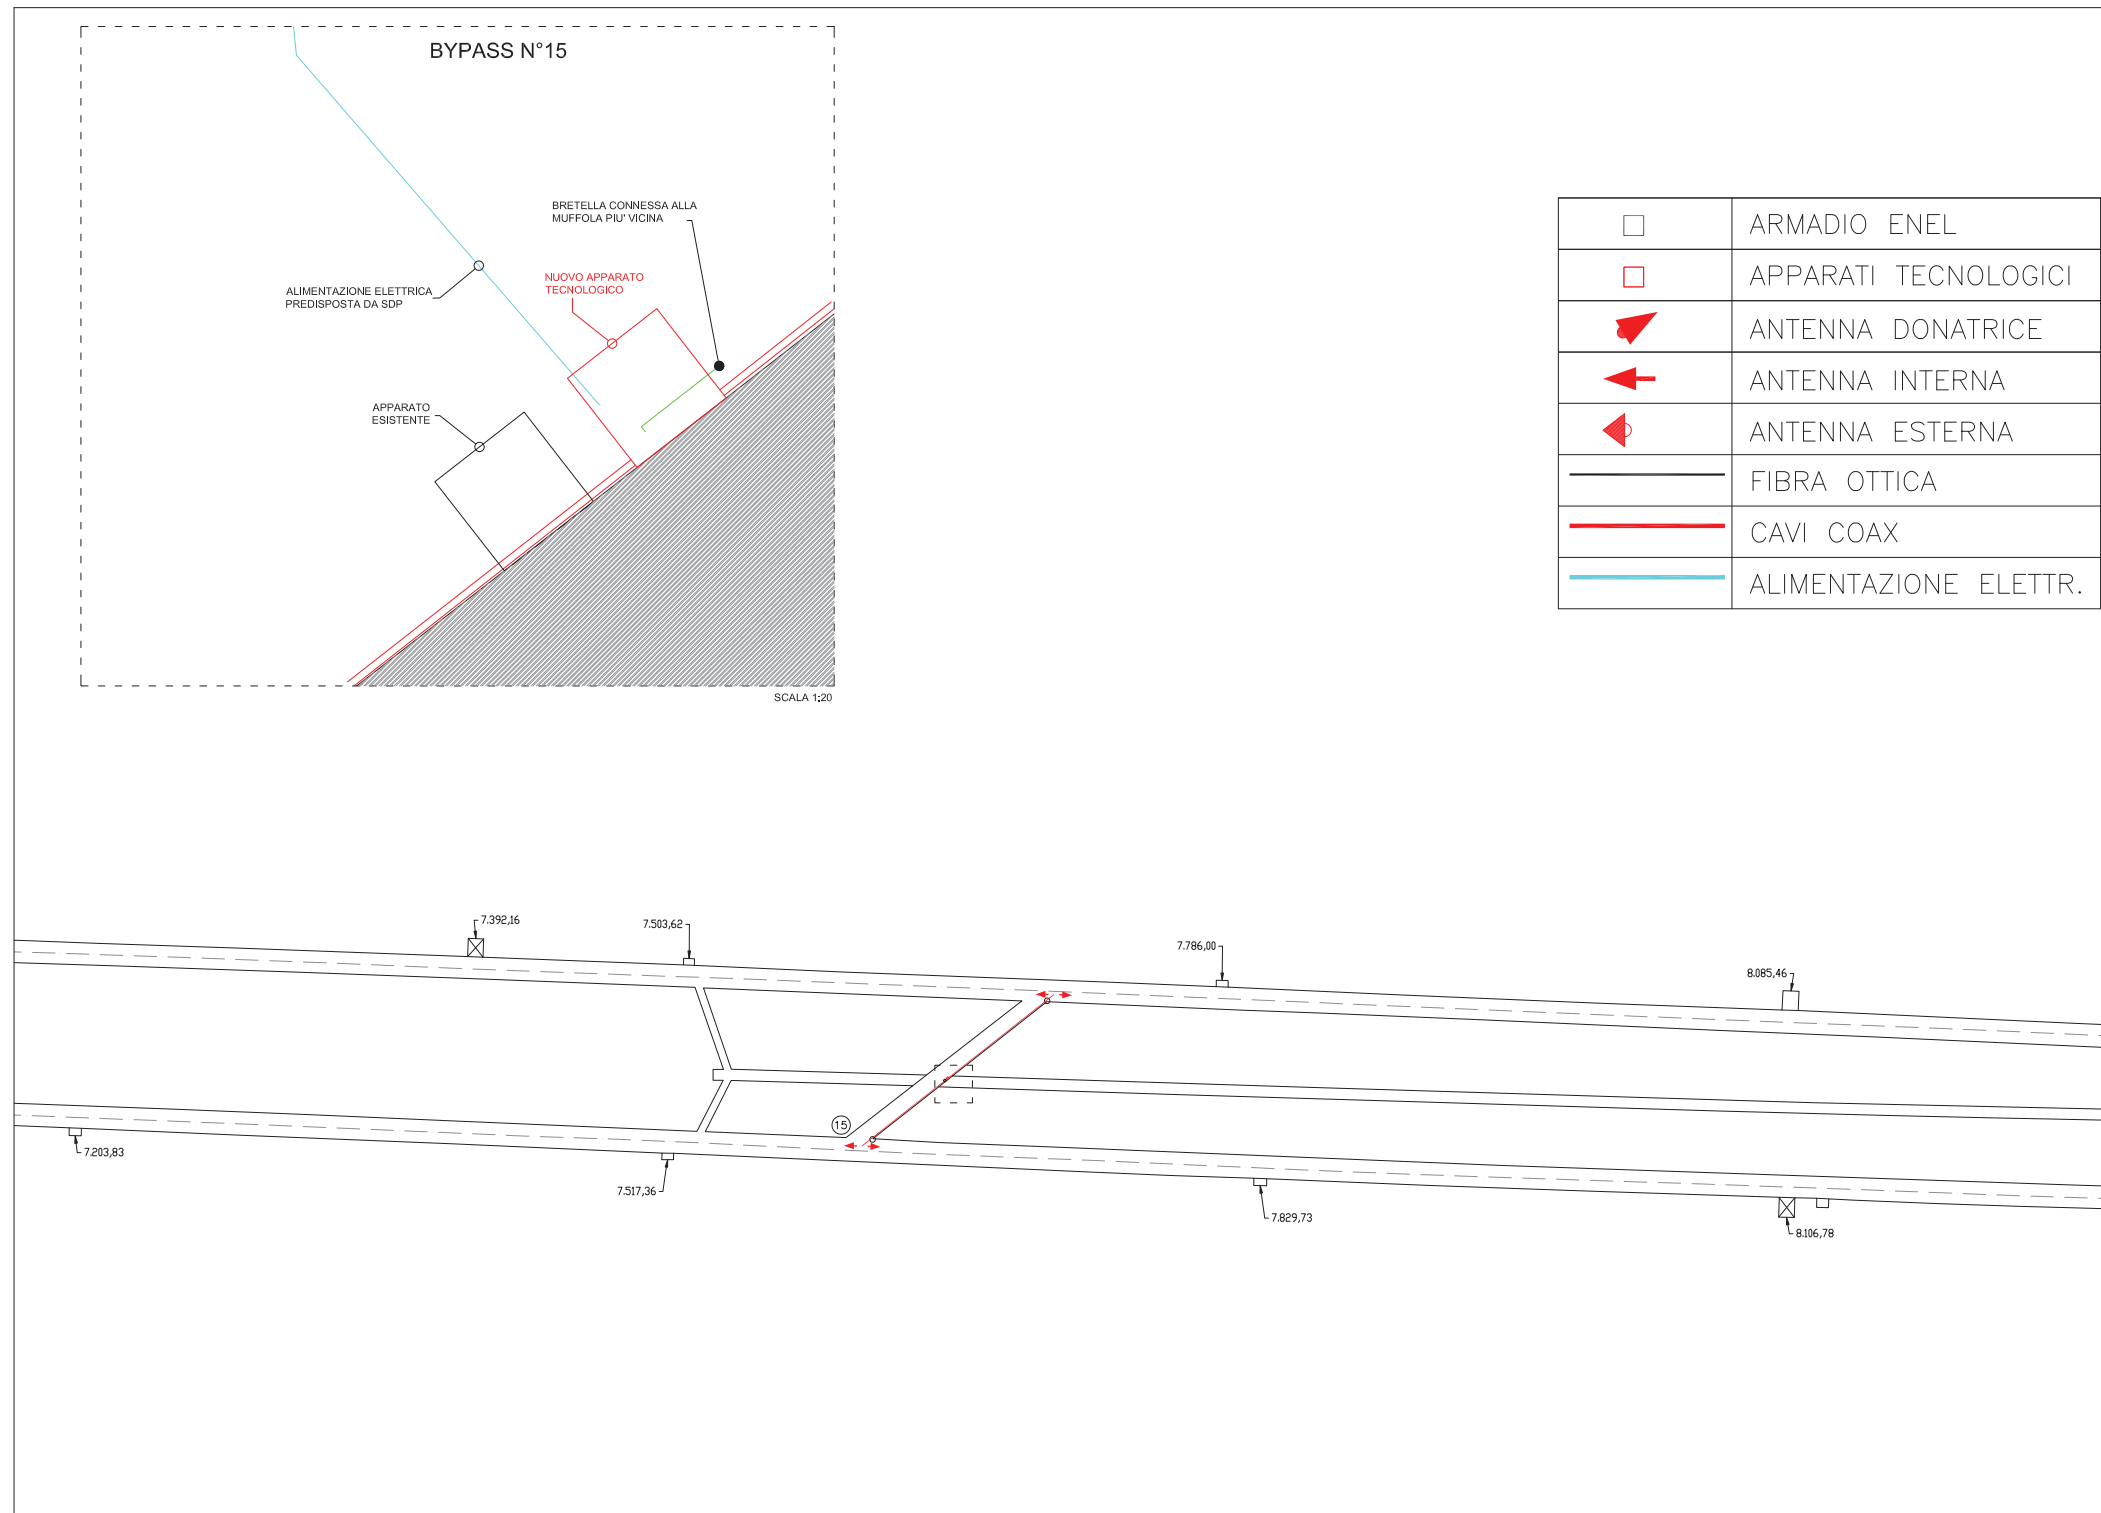 BYPASS N°15
BRETELLA CONNESSA ALLA
MUFFOLA PIU' VICINA
NUOVO APPARATO
TECNOLOGICO
ALIMENTAZIONE ELETTRICA
PREDISPOSTA DA SDP
APPARATO
ESISTENTE
SCALA 1:20
ARMADIO ENEL
APPARATI TECNOLOGICI
ANTENNA DONATRICE
ANTENNA INTERNA
ANTENNA ESTERNA
FIBRA OTTICA
CAVI COAX
ALIMENTAZIONE ELETTR.
7.392,16
7.503,62
7.786,00
8.085,46
15
7.203,83
7.517,36
7.829,73
8.106,78